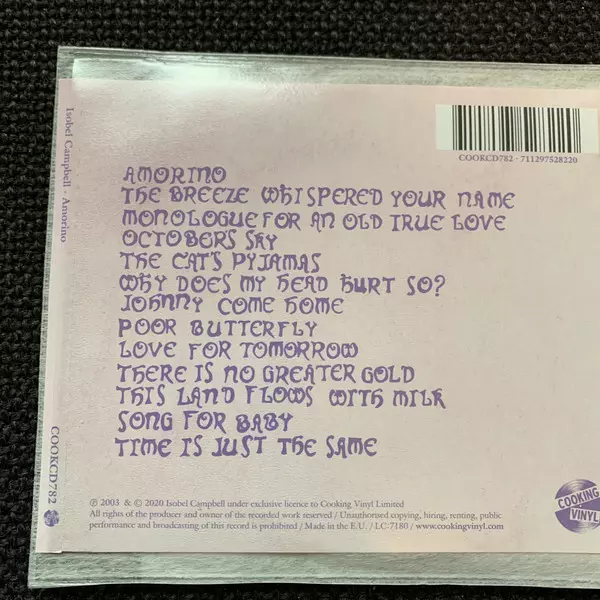 Isobel Campbell · Amorino
COOKCD782
COOKCD782 - 711297528220
AMORINO
THE BREEZE WHISPERED YOUR NAME
MONOLOGUE FOR AN OLD TRUE LOVE
OCTOBER'S SKY
THE CAT'S PYJAMAS
WHY DOES MY HEAD HURT SO?
JOHNNY COME HOME
POOR BUTTERFLY
LOVE FOR TOMORROW
THERE IS NO GREATER GOLD
THIS LAND FLOWS WITH MILK
SONG FOR BABY
TIME IS JUST THE SAME
℗ 2003 & © 2020 Isobel Campbell under exclusive licence to Cooking Vinyl Limited
All rights of the producer and owner of the recorded work reserved / Unauthorised copying, hiring, renting, public
performance and broadcasting of this record is prohibited / Made in the E.U. / LC:7180 / www.cookingvinyl.com
COOKING
VINYL